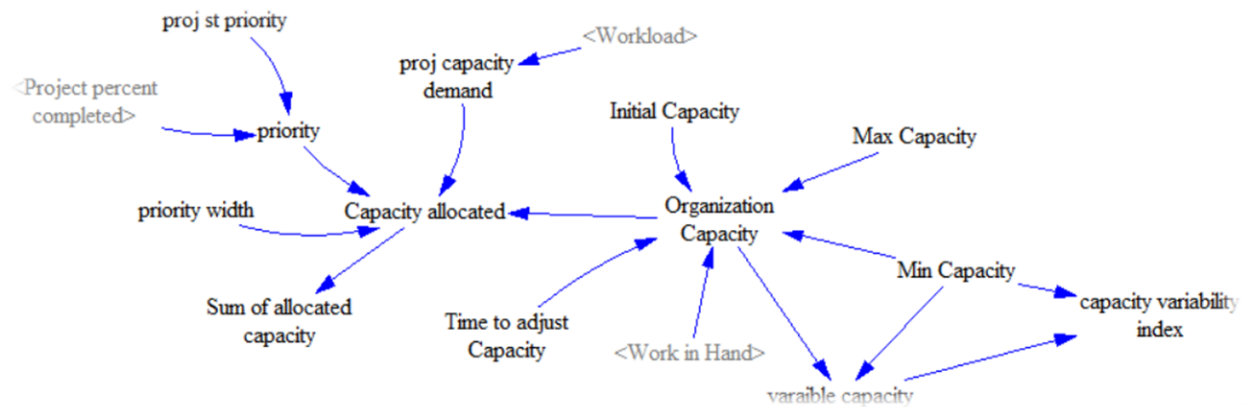 proj st priority
<Workload>
proj capacity
demand
<Project percent
completed>
Initial Capacity
priority
Max Capacity
priority width
Capacity allocated
Organization
Capacity
Min Capacity
Sum of allocated
capacity
Time to adjust
Capacity
capacity variability
index
<Work in Hand>
varaible capacity